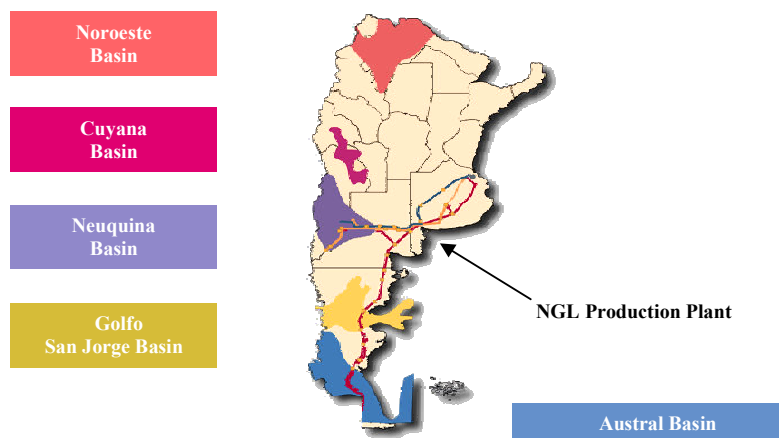 Noroeste
Basin
Cuyana
Basin
Neuquina
Basin
Golfo
San Jorge Basin
NGL Production Plant
Austral Basin